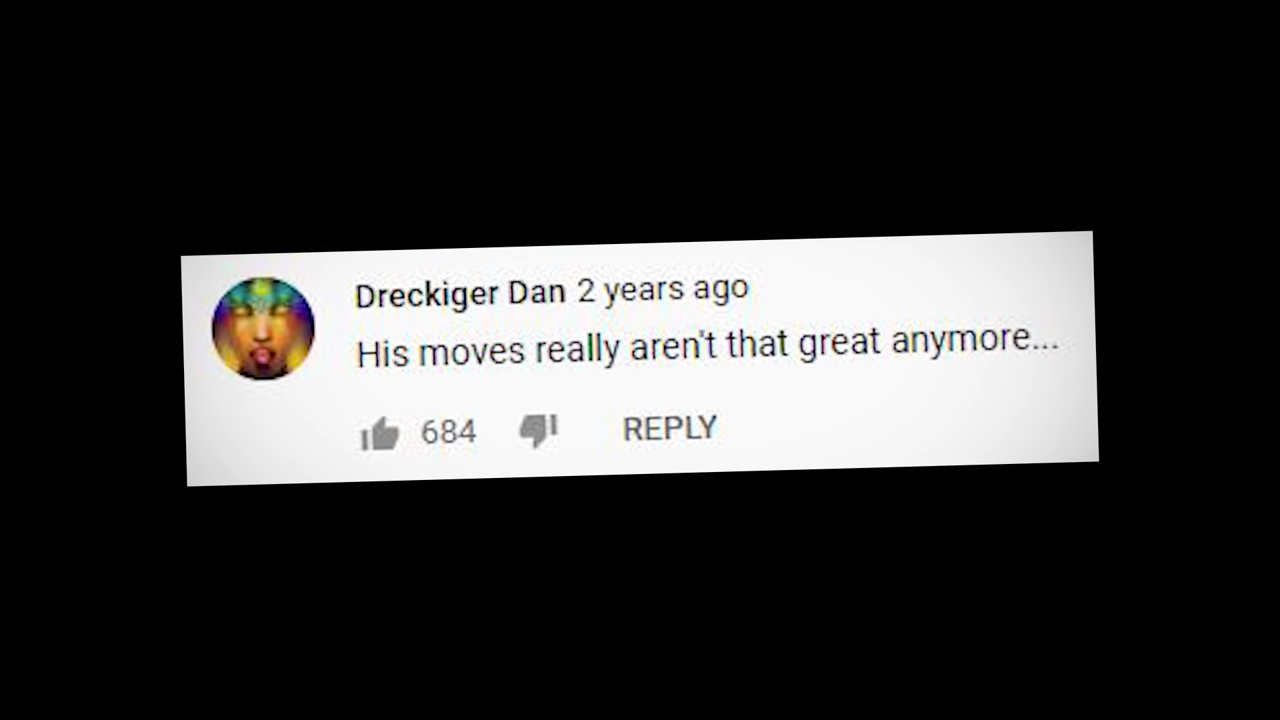 Dreckiger Dan 2 years ago
His moves really aren't that great anymore...
684 REPLY